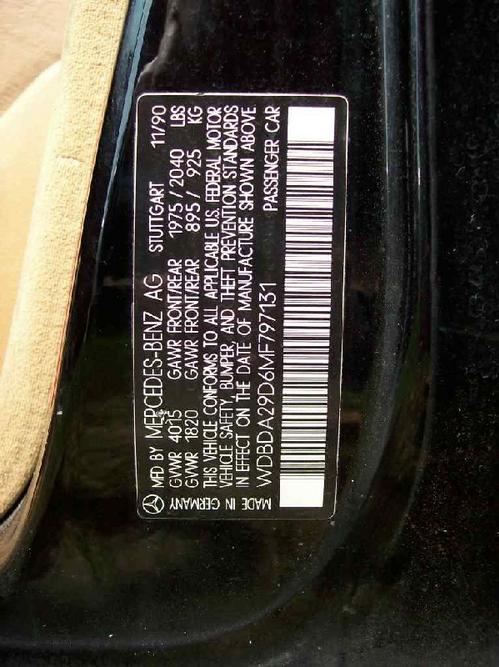 MFD BY MERCEDES-BENZ AG STUTTGART 11/90
GVWR 4015 GAWR FRONT/REAR 1975 / 2040 LBS
GVWR 1820 GAWR FRONT/REAR 895 / 925 KG
THIS VEHICLE CONFORMS TO ALL APPLICABLE U.S. FEDERAL MOTOR
VEHICLE SAFETY, BUMPER, AND THEFT PREVENTION STANDARDS
IN EFFECT ON THE DATE OF MANUFACTURE SHOWN ABOVE
WDBDA29D6MF797131 PASSENGER CAR
MADE IN GERMANY